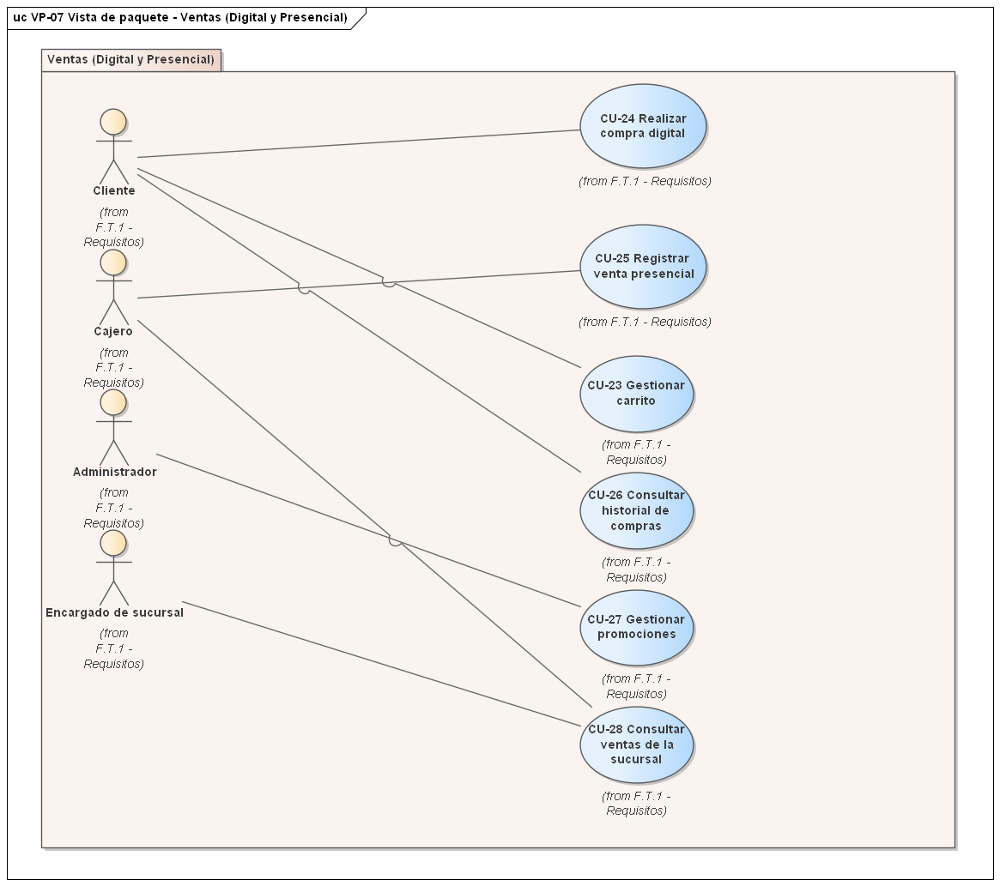 uc VP-07 Vista de paquete - Ventas (Digital y Presencial)
Ventas (Digital y Presencial)
Cliente
(from
F.T.1 -
Requisitos)
Cajero
(from
F.T.1 -
Requisitos)
Administrador
(from
F.T.1 -
Requisitos)
Encargado de sucursal
(from
F.T.1 -
Requisitos)
CU-24 Realizar
compra digital
(from F.T.1 - Requisitos)
CU-25 Registrar
venta presencial
(from F.T.1 - Requisitos)
CU-23 Gestionar
carrito
(from F.T.1 -
Requisitos)
CU-26 Consultar
historial de
compras
(from F.T.1 -
Requisitos)
CU-27 Gestionar
promociones
(from F.T.1 -
Requisitos)
CU-28 Consultar
ventas de la
sucursal
(from F.T.1 -
Requisitos)